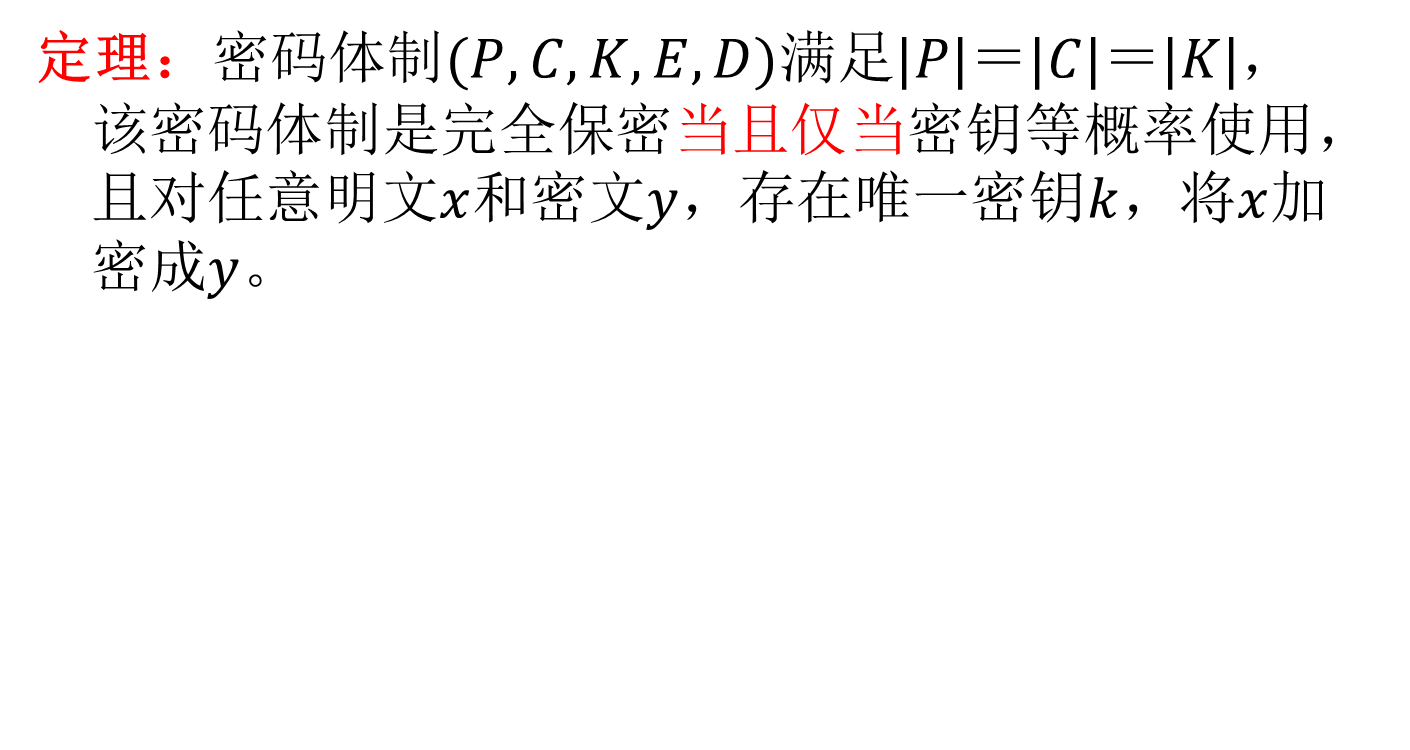 定理：密码体制(P,C,K,E,D)满足|P|＝|C|＝|K|，
该密码体制是完全保密当且仅当密钥等概率使用，
且对任意明文x和密文y，存在唯一密钥k，将x加
密成y。